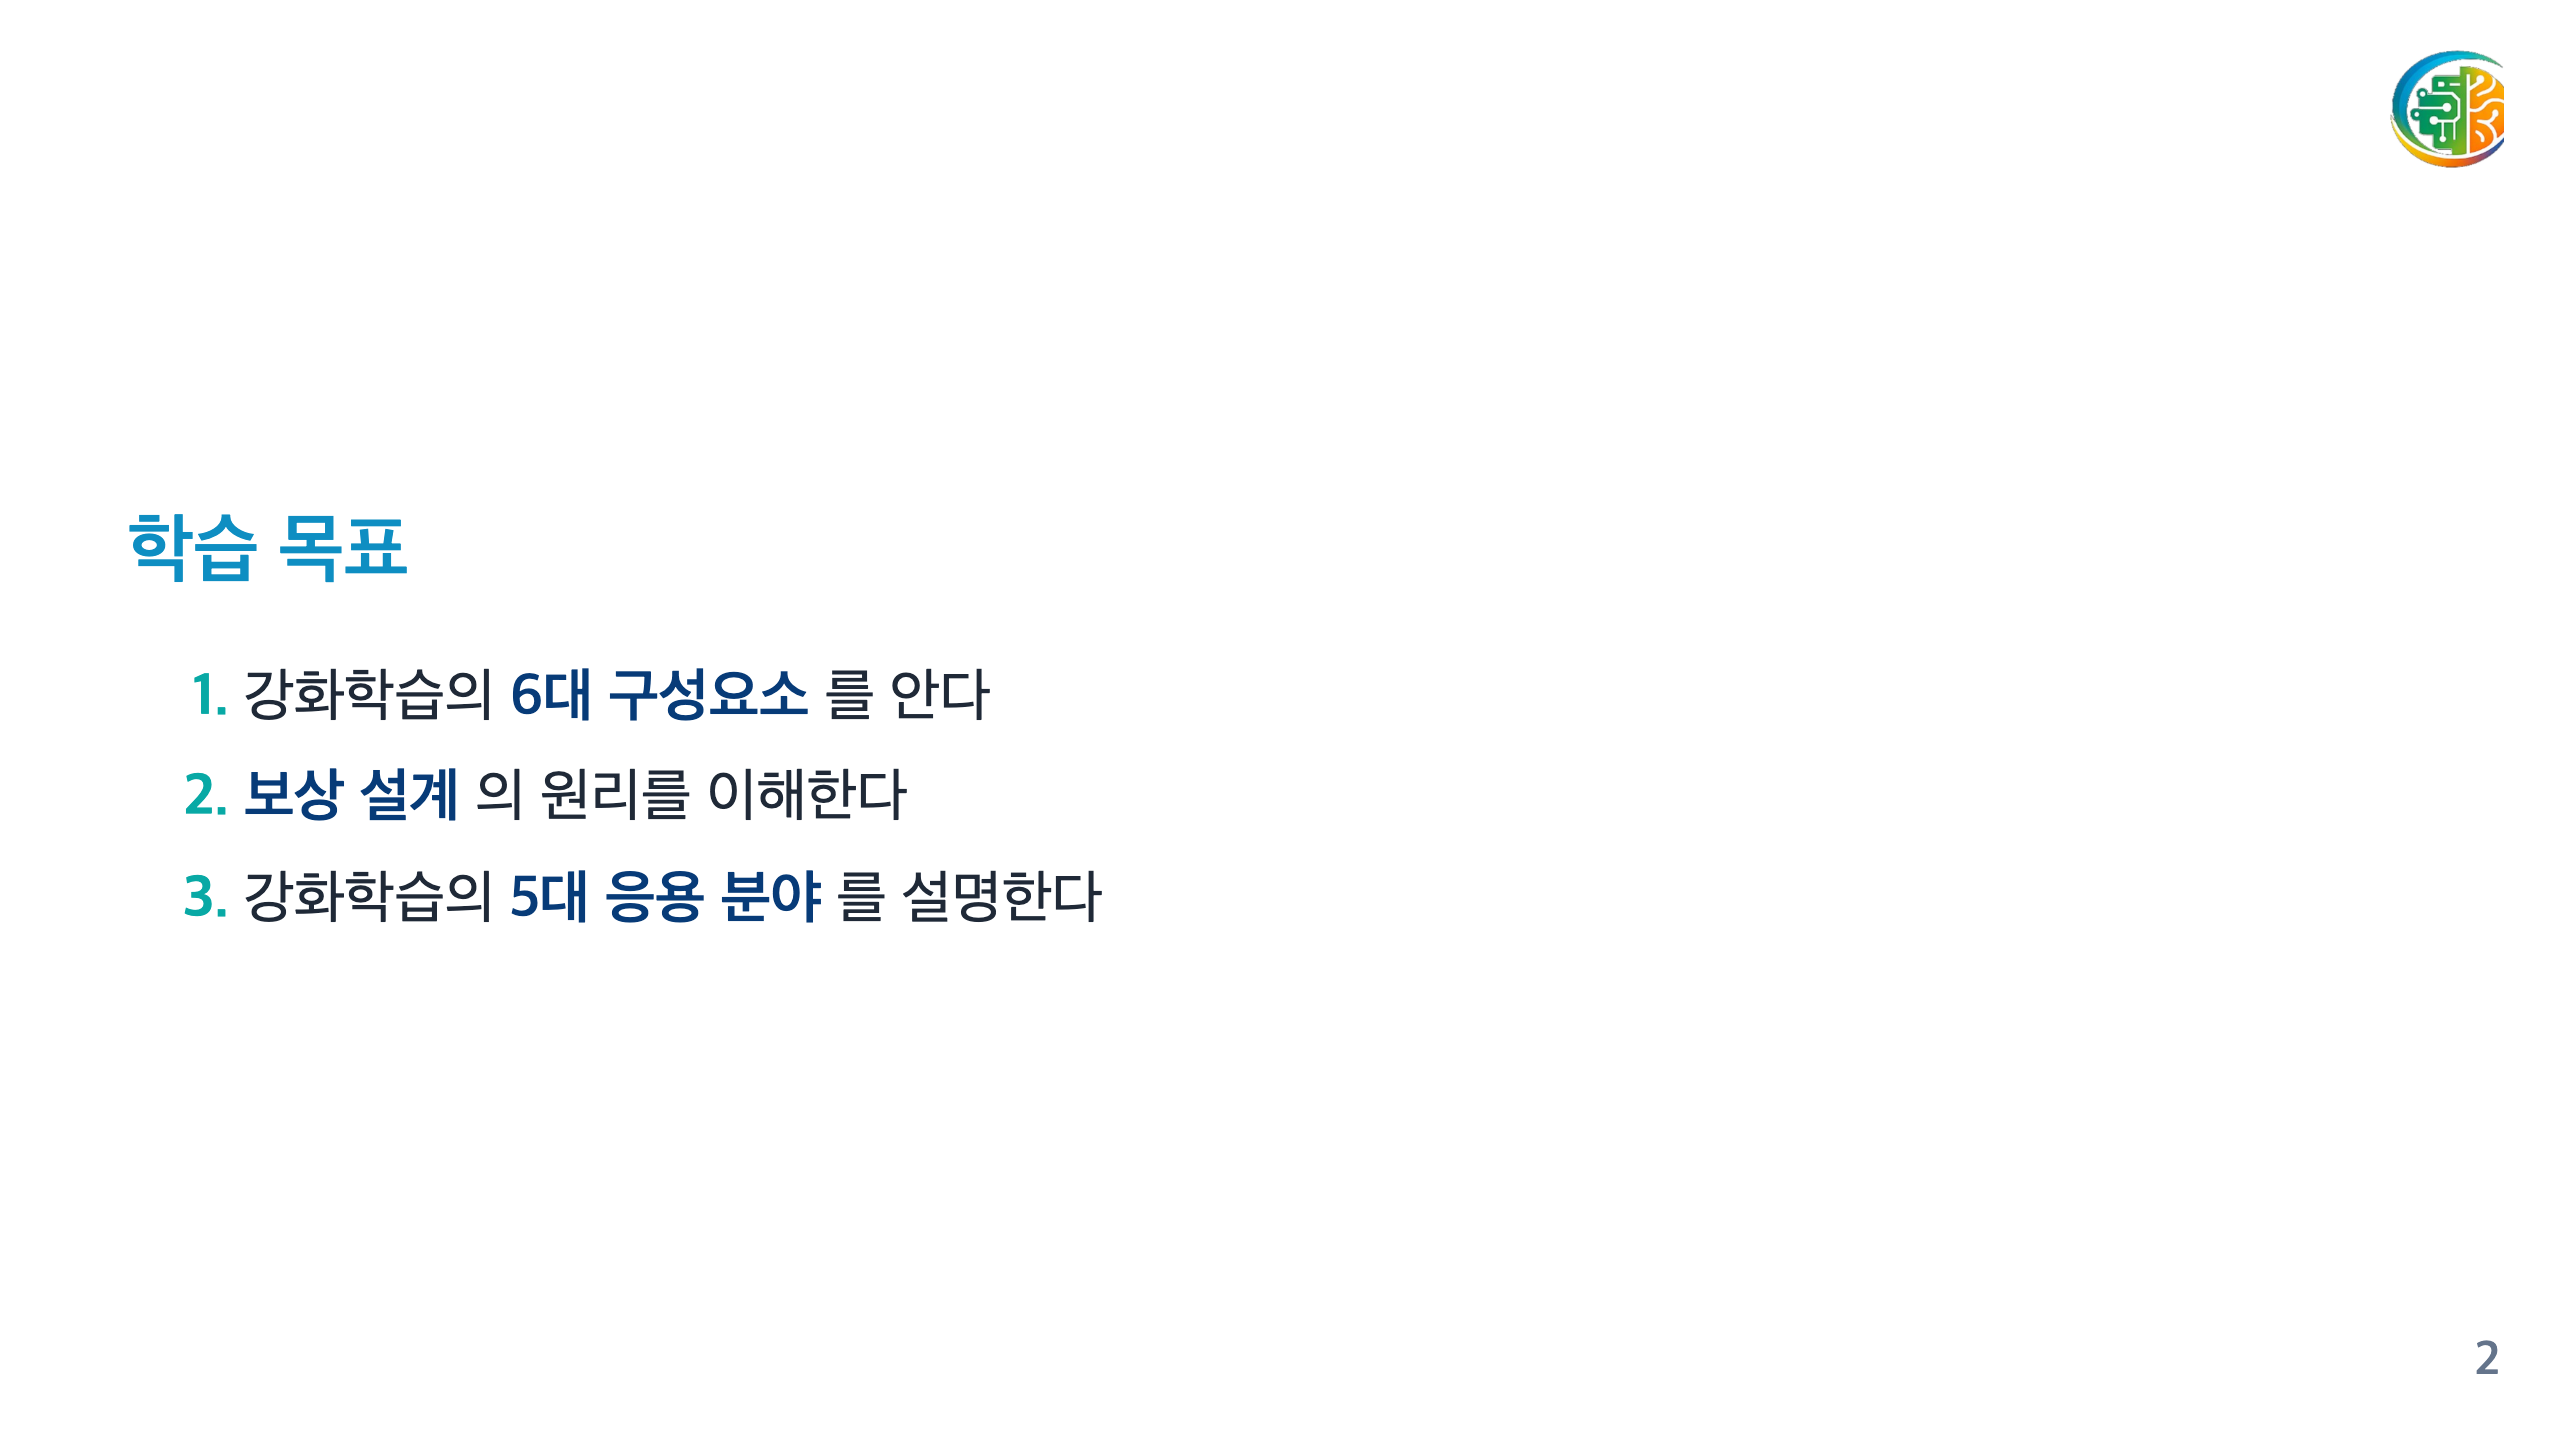 학습 목표
1. 강화학습의 6대 구성요소 를 안다
2. 보상 설계 의 원리를 이해한다
3. 강화학습의 5대 응용 분야 를 설명한다
2